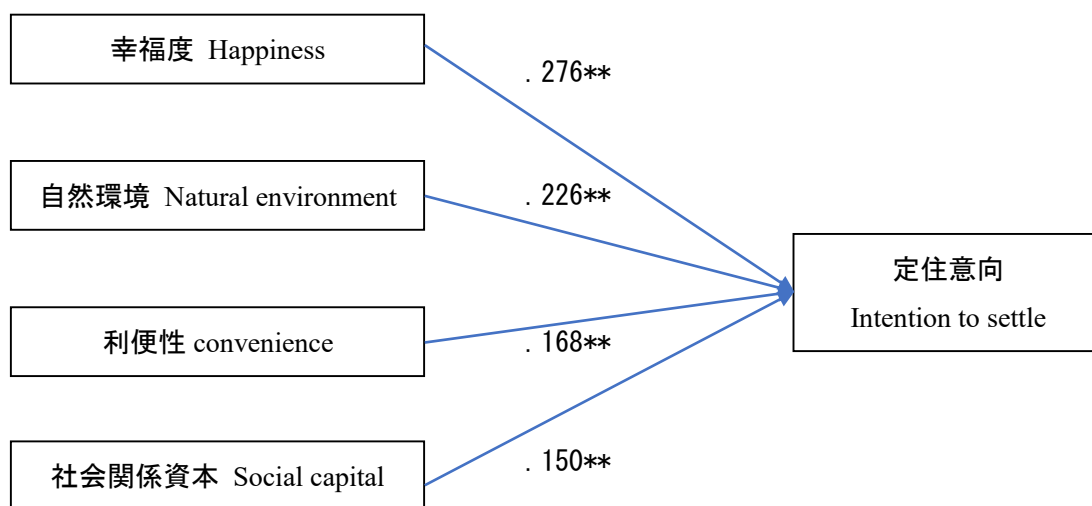 幸福度 Happiness
. 276**
自然環境 Natural environment
. 226**
定住意向
Intention to settle
利便性 convenience
. 168**
社会関係資本 Social capital
. 150**